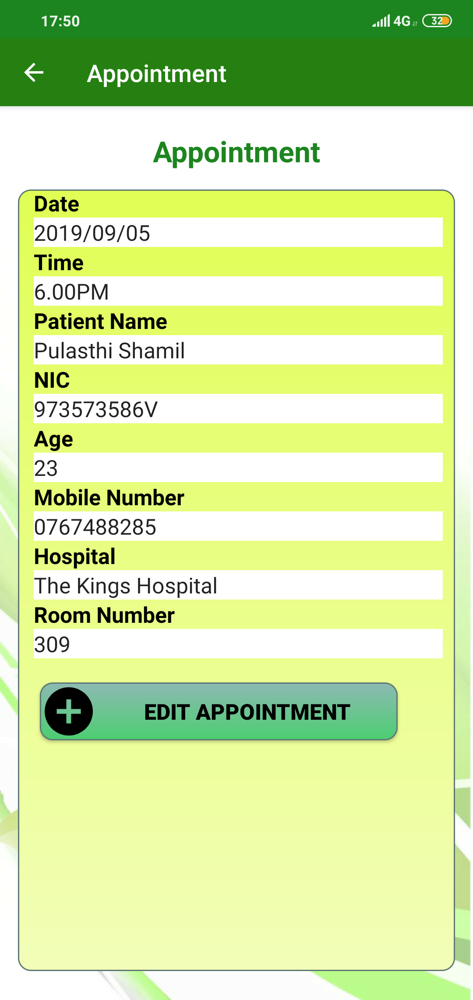 17:50 4G 32
Appointment
Appointment
Date
2019/09/05
Time
6.00PM
Patient Name
Pulasthi Shamil
NIC
973573586V
Age
23
Mobile Number
0767488285
Hospital
The Kings Hospital
Room Number
309
EDIT APPOINTMENT